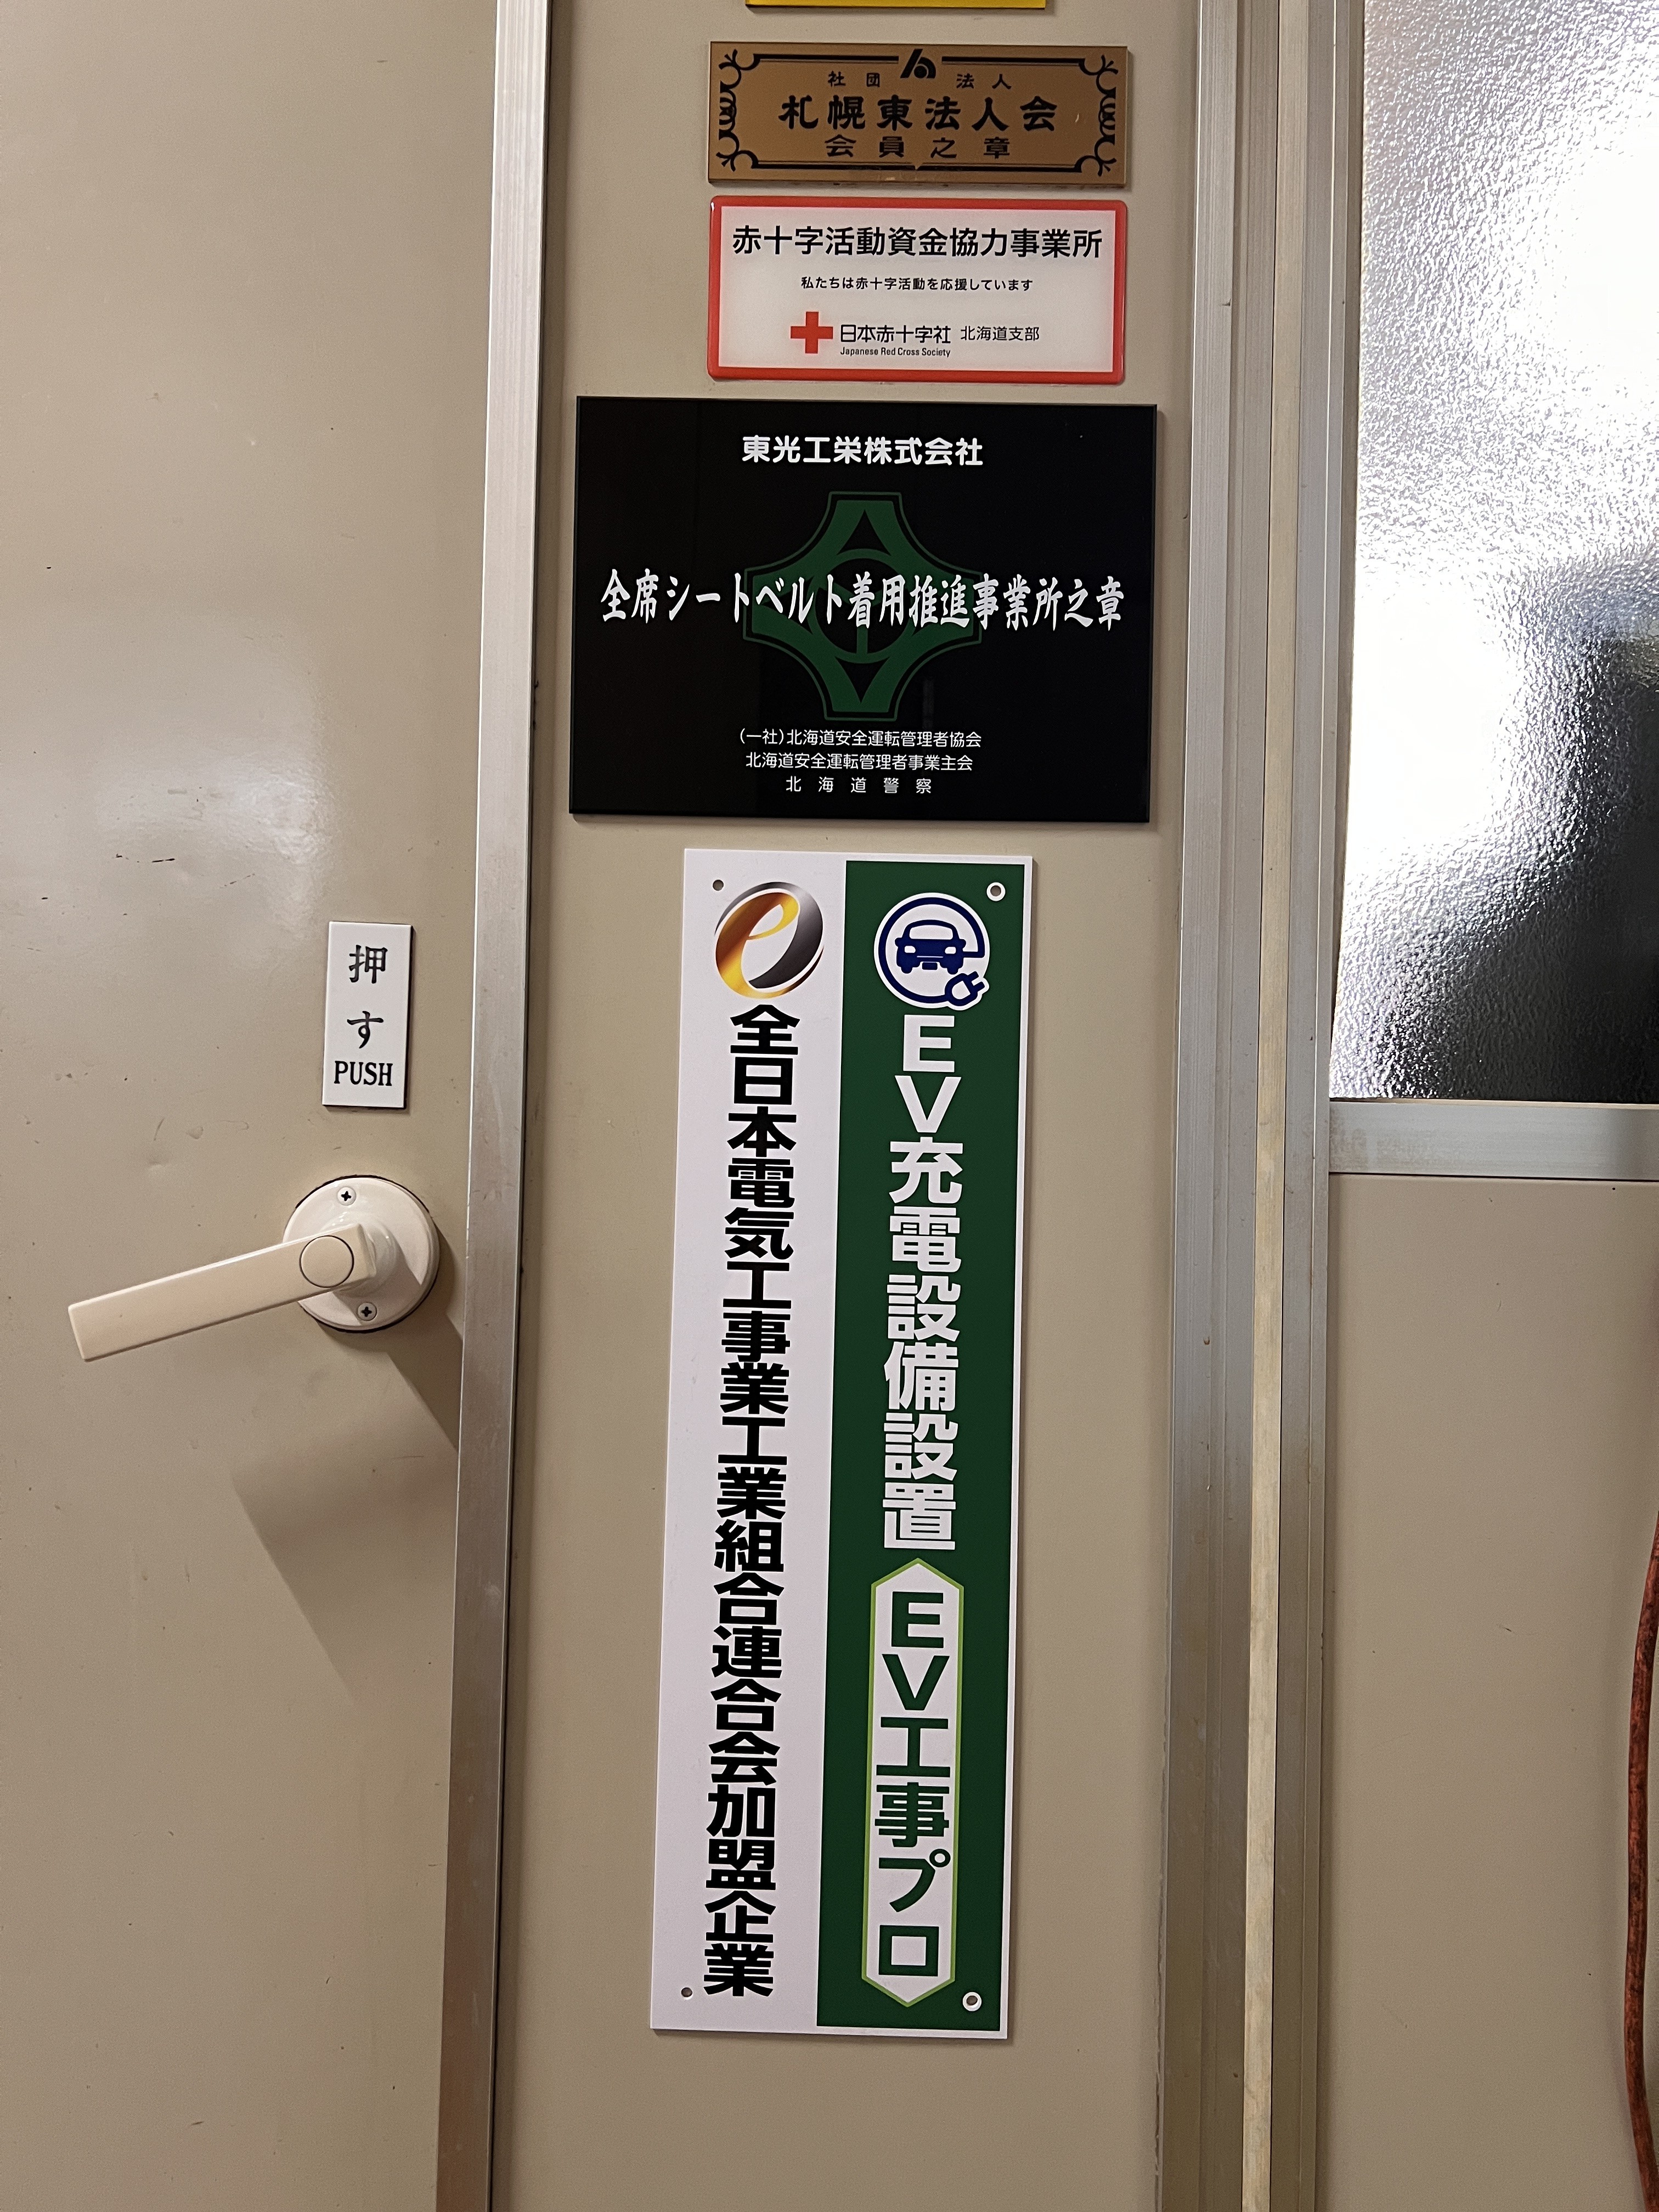 社団法人
札幌東法人会
会員之章
赤十字活動資金協力事業所
私たちは赤十字活動を応援しています
日本赤十字社 北海道支部
Japanese Red Cross Society
東光工栄株式会社
全席シートベルト着用推進事業所之章
(一社)北海道安全運転管理者協会
北海道安全運転管理者事業主会
北海道警察
EV充電設備設置
EV工事プロ
全日本電気工事業工業組合連合会加盟企業
押す
PUSH